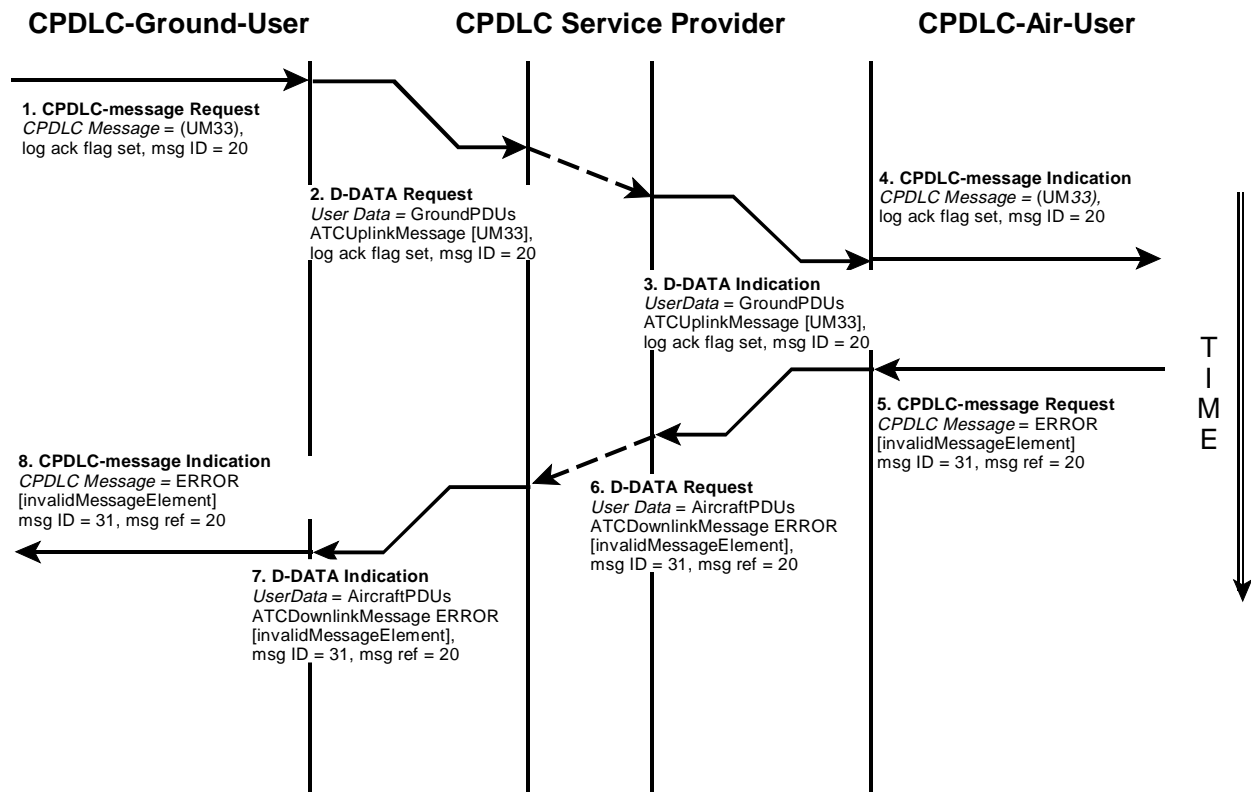 CPDLC-Ground-User
CPDLC Service Provider
CPDLC-Air-User
1. CPDLC-message Request
CPDLC Message = (UM33),
log ack flag set, msg ID = 20
2. D-DATA Request
User Data = GroundPDUs
ATCUplinkMessage [UM33],
log ack flag set, msg ID = 20
3. D-DATA Indication
UserData = GroundPDUs
ATCUplinkMessage [UM33],
log ack flag set, msg ID = 20
4. CPDLC-message Indication
CPDLC Message = (UM33),
log ack flag set, msg ID = 20
5. CPDLC-message Request
CPDLC Message = ERROR
[invalidMessageElement]
msg ID = 31, msg ref = 20
6. D-DATA Request
User Data = AircraftPDUs
ATCDownlinkMessage ERROR
[invalidMessageElement],
msg ID = 31, msg ref = 20
7. D-DATA Indication
UserData = AircraftPDUs
ATCDownlinkMessage ERROR
[invalidMessageElement],
msg ID = 31, msg ref = 20
8. CPDLC-message Indication
CPDLC Message = ERROR
[invalidMessageElement]
msg ID = 31, msg ref = 20
T
I
M
E